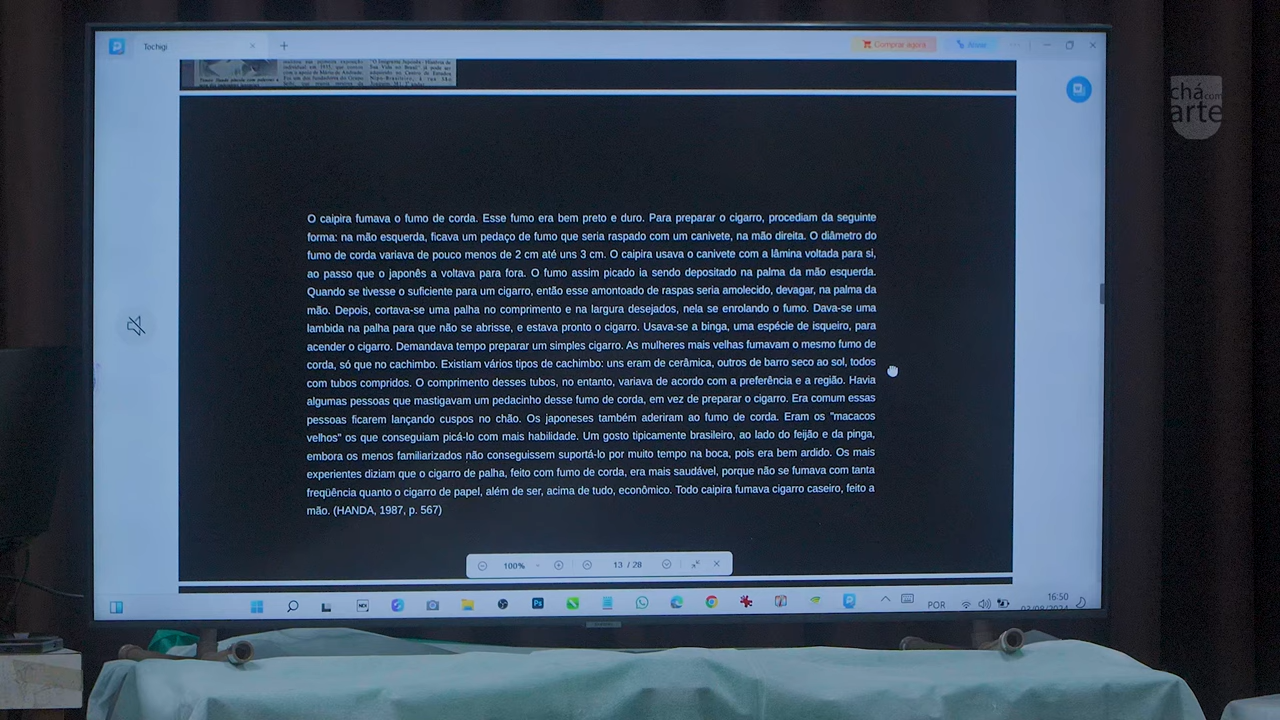 Tochigi
Comprar agora
Ativar
O caipira fumava o fumo de corda. Esse fumo era bem preto e duro. Para preparar o cigarro, procediam da seguinte
forma: na mão esquerda, ficava um pedaço de fumo que seria raspado com um canivete, na mão direita. O diâmetro do
fumo de corda variava de pouco menos de 2 cm até uns 3 cm. O caipira usava o canivete com a lâmina voltada para si,
ao passo que o japonês a voltava para fora. O fumo assim picado ia sendo depositado na palma da mão esquerda.
Quando se tivesse o suficiente para um cigarro, então esse amontoado de raspas seria amolecido, devagar, na palma da
mão. Depois, cortava-se uma palha no comprimento e na largura desejados, nela se enrolando o fumo. Dava-se uma
lambida na palha para que não se abrisse, e estava pronto o cigarro. Usava-se a binga, uma espécie de isqueiro, para
acender o cigarro. Demandava tempo preparar um simples cigarro. As mulheres mais velhas fumavam o mesmo fumo de
corda, só que no cachimbo. Existiam vários tipos de cachimbo: uns eram de cerâmica, outros de barro seco ao sol, todos
com tubos compridos. O comprimento desses tubos, no entanto, variava de acordo com a preferência e a região. Havia
algumas pessoas que mastigavam um pedacinho desse fumo de corda, em vez de preparar o cigarro. Era comum essas
pessoas ficarem lançando cuspos no chão. Os japoneses também aderiram ao fumo de corda. Eram os "macacos
velhos" os que conseguiam picá-lo com mais habilidade. Um gosto tipicamente brasileiro, ao lado do feijão e da pinga,
embora os menos familiarizados não conseguissem suportá-lo por muito tempo na boca, pois era bem ardido. Os mais
experientes diziam que o cigarro de palha, feito com fumo de corda, era mais saudável, porque não se fumava com tanta
freqüência quanto o cigarro de papel, além de ser, acima de tudo, econômico. Todo caipira fumava cigarro caseiro, feito a
mão. (HANDA, 1987, p. 567)
100%
13 / 28
POR
16:50
03/08/2024
chá com
arte